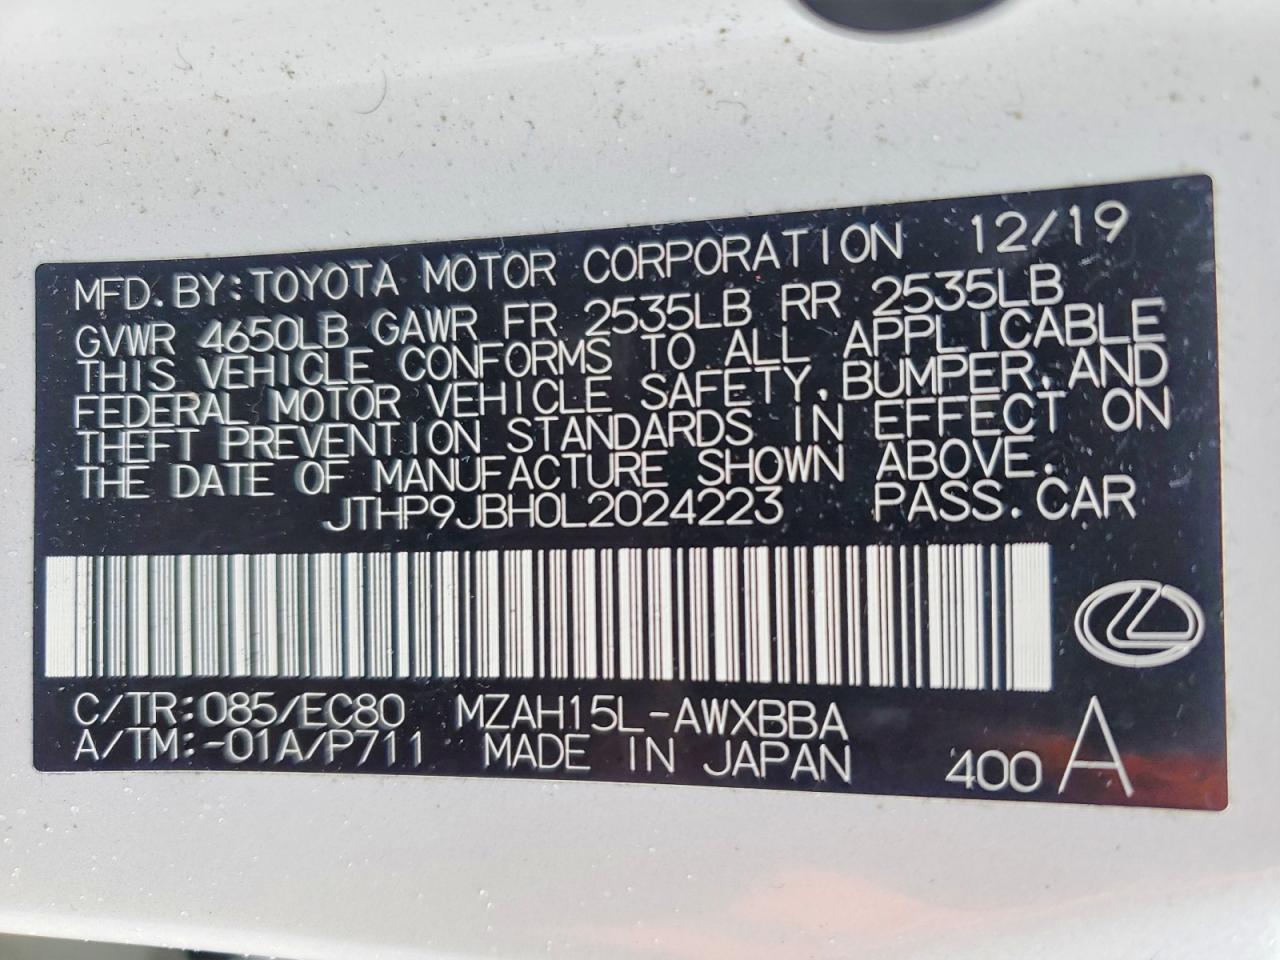 MFD.BY:TOYOTA MOTOR CORPORATION 12/19
GVWR 4650LB GAWR FR 2535LB RR 2535LB
THIS VEHICLE CONFORMS TO ALL APPLICABLE
FEDERAL MOTOR VEHICLE SAFETY,BUMPER,AND
THEFT PREVENTION STANDARDS IN EFFECT ON
THE DATE OF MANUFACTURE SHOWN ABOVE.
JTHP9JBH0L2024223 PASS.CAR
C/TR:085/EC80 MZAH15L-AWXBBA
A/TM:-01A/P711 MADE IN JAPAN 400 A